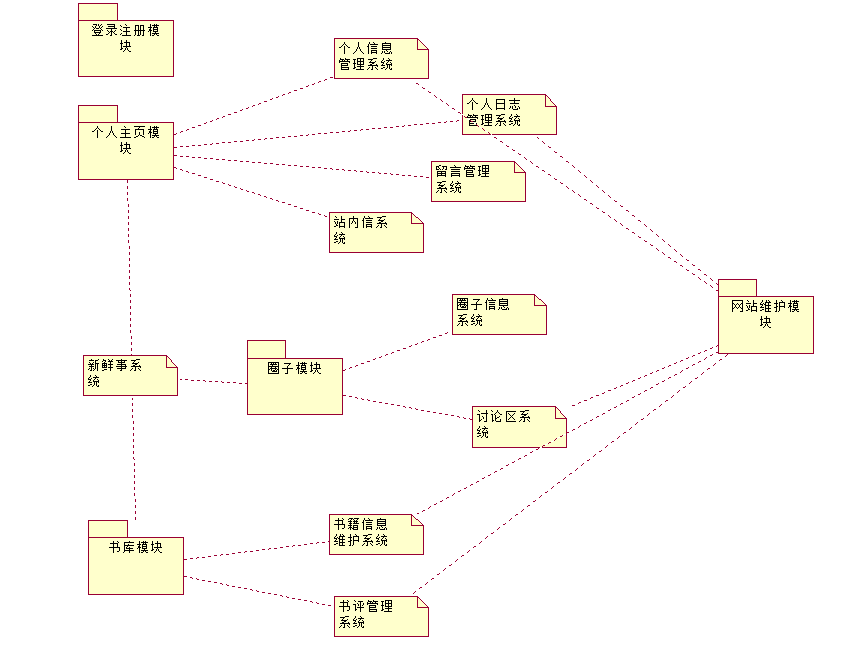 登录注册模
块
个人信息
管理系统
个人日志
管理系统
个人主页模
块
留言管理
系统
站内信系
统
圈子信息
系统
网站维护模
块
新鲜事系
统
圈子模块
讨论区系
统
书籍信息
维护系统
书库模块
书评管理
系统